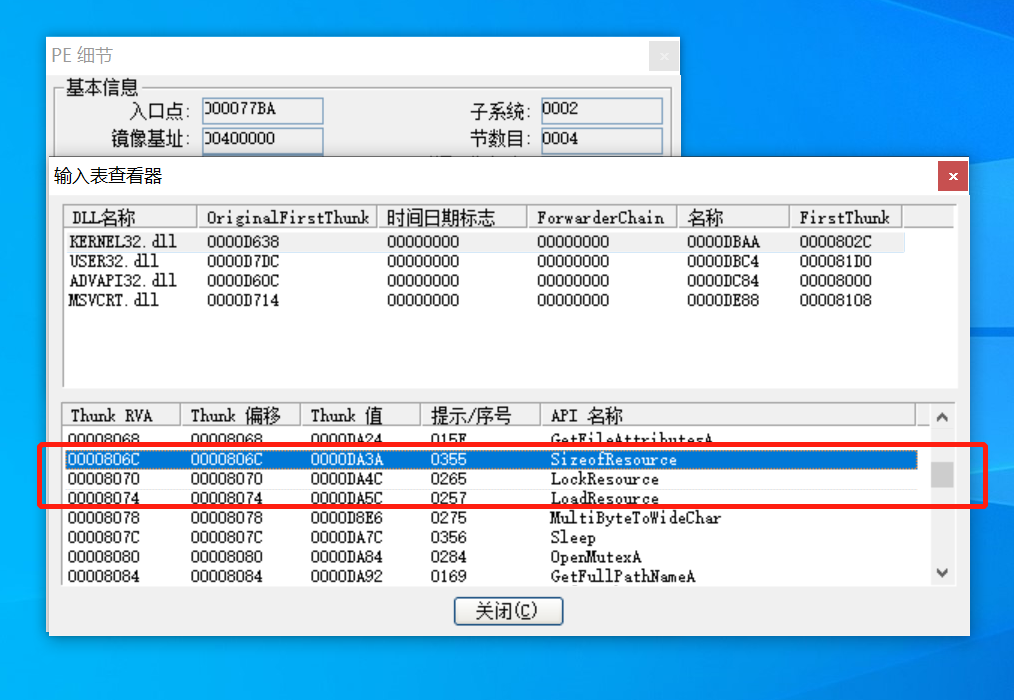 PE 细节
基本信息
入口点: 000077BA 子系统: 0002
镜像基址: 00400000 节数目: 0004
输入表查看器
DLL名称 OriginalFirstThunk 时间日期标志 ForwarderChain 名称 FirstThunk
KERNEL32.dll 0000D638 00000000 00000000 0000DBAA 0000802C
USER32.dll 0000D7DC 00000000 00000000 0000DBC4 000081D0
ADVAPI32.dll 0000D60C 00000000 00000000 0000DC84 00008000
MSVCRT.dll 0000D714 00000000 00000000 0000DE88 00008108
Thunk RVA Thunk 偏移 Thunk 值 提示/序号 API 名称
00008068 00008068 0000DA24 015F GetFileAttributesA
0000806C 0000806C 0000DA3A 0355 SizeofResource
00008070 00008070 0000DA4C 0265 LockResource
00008074 00008074 0000DA5C 0257 LoadResource
00008078 00008078 0000D8E6 0275 MultiByteToWideChar
0000807C 0000807C 0000DA7C 0356 Sleep
00008080 00008080 0000DA84 0284 OpenMutexA
00008084 00008084 0000DA92 0169 GetFullPathNameA
关闭(C)